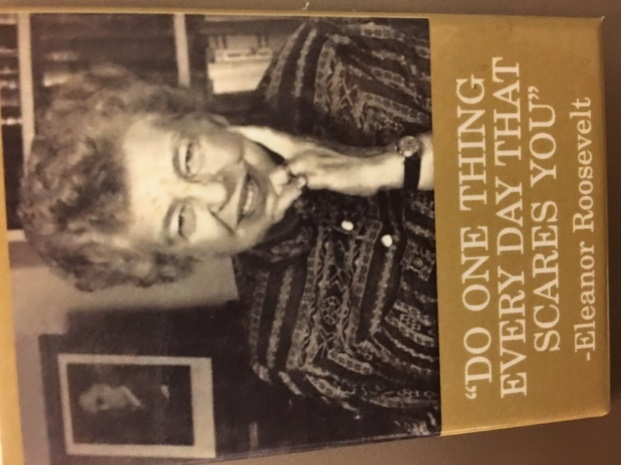 “DO ONE THING
EVERY DAY THAT
SCARES YOU”
-Eleanor Roosevelt